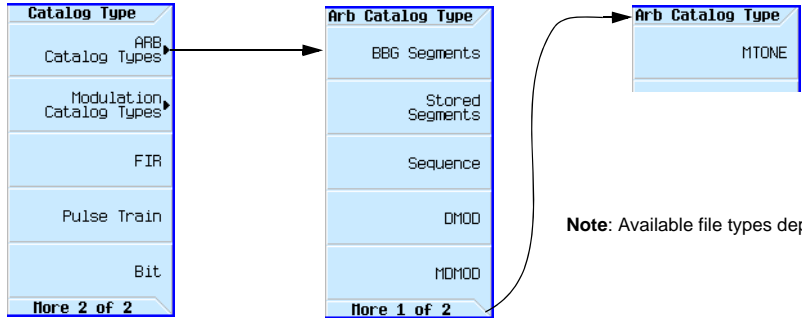 Catalog Type
ARB
Catalog Types
Modulation
Catalog Types
FIR
Pulse Train
Bit
More 2 of 2
Arb Catalog Type
BBG Segments
Stored
Segments
Sequence
DMOD
MDMOD
More 1 of 2
Arb Catalog Type
MTONE
Note: Available file types dep